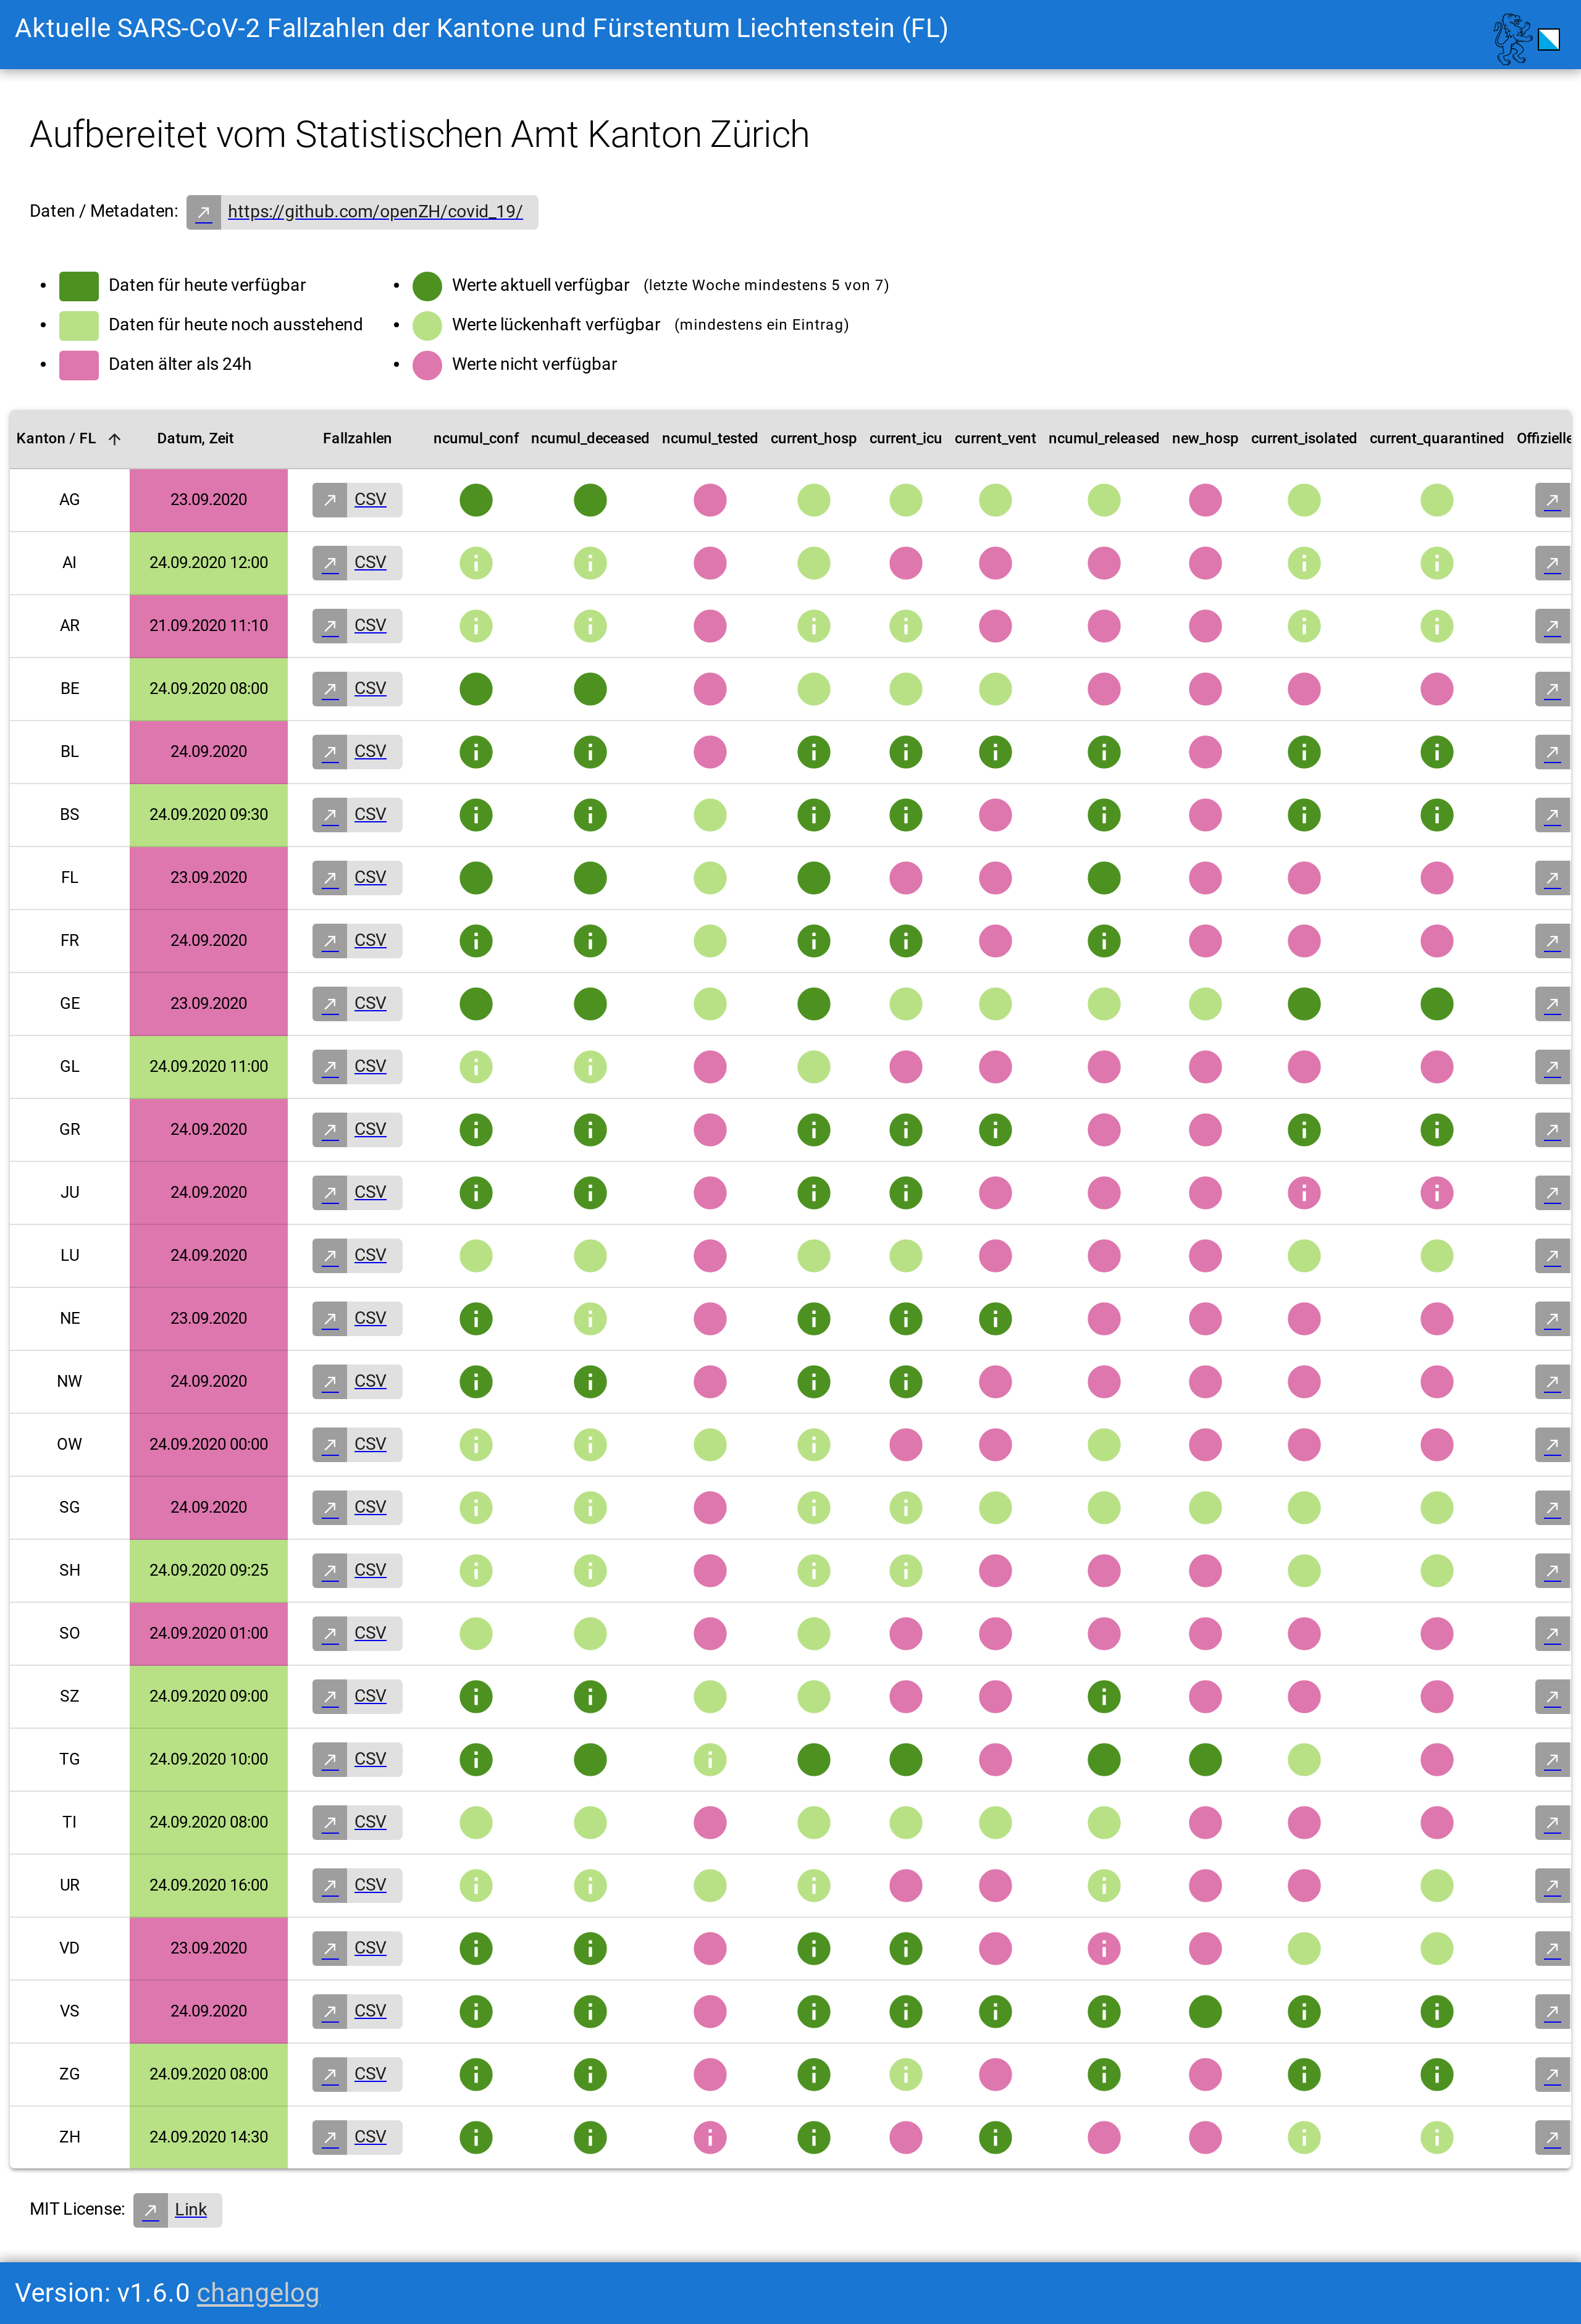 Aktuelle SARS-CoV-2 Fallzahlen der Kantone und Fürstentum Liechtenstein (FL)
Aufbereitet vom Statistischen Amt Kanton Zürich
Daten / Metadaten: https://github.com/openZH/covid_19/
Daten für heute verfügbar
Daten für heute noch ausstehend
Daten älter als 24h
Werte aktuell verfügbar (letzte Woche mindestens 5 von 7)
Werte lückenhaft verfügbar (mindestens ein Eintrag)
Werte nicht verfügbar
Kanton / FL Datum, Zeit Fallzahlen ncumul_conf ncumul_deceased ncumul_tested current_hosp current_icu current_vent ncumul_released new_hosp current_isolated current_quarantined Offizielle
AG 23.09.2020 CSV
AI 24.09.2020 12:00 CSV
AR 21.09.2020 11:10 CSV
BE 24.09.2020 08:00 CSV
BL 24.09.2020 CSV
BS 24.09.2020 09:30 CSV
FL 23.09.2020 CSV
FR 24.09.2020 CSV
GE 23.09.2020 CSV
GL 24.09.2020 11:00 CSV
GR 24.09.2020 CSV
JU 24.09.2020 CSV
LU 24.09.2020 CSV
NE 23.09.2020 CSV
NW 24.09.2020 CSV
OW 24.09.2020 00:00 CSV
SG 24.09.2020 CSV
SH 24.09.2020 09:25 CSV
SO 24.09.2020 01:00 CSV
SZ 24.09.2020 09:00 CSV
TG 24.09.2020 10:00 CSV
TI 24.09.2020 08:00 CSV
UR 24.09.2020 16:00 CSV
VD 23.09.2020 CSV
VS 24.09.2020 CSV
ZG 24.09.2020 08:00 CSV
ZH 24.09.2020 14:30 CSV
MIT License: Link
Version: v1.6.0 changelog